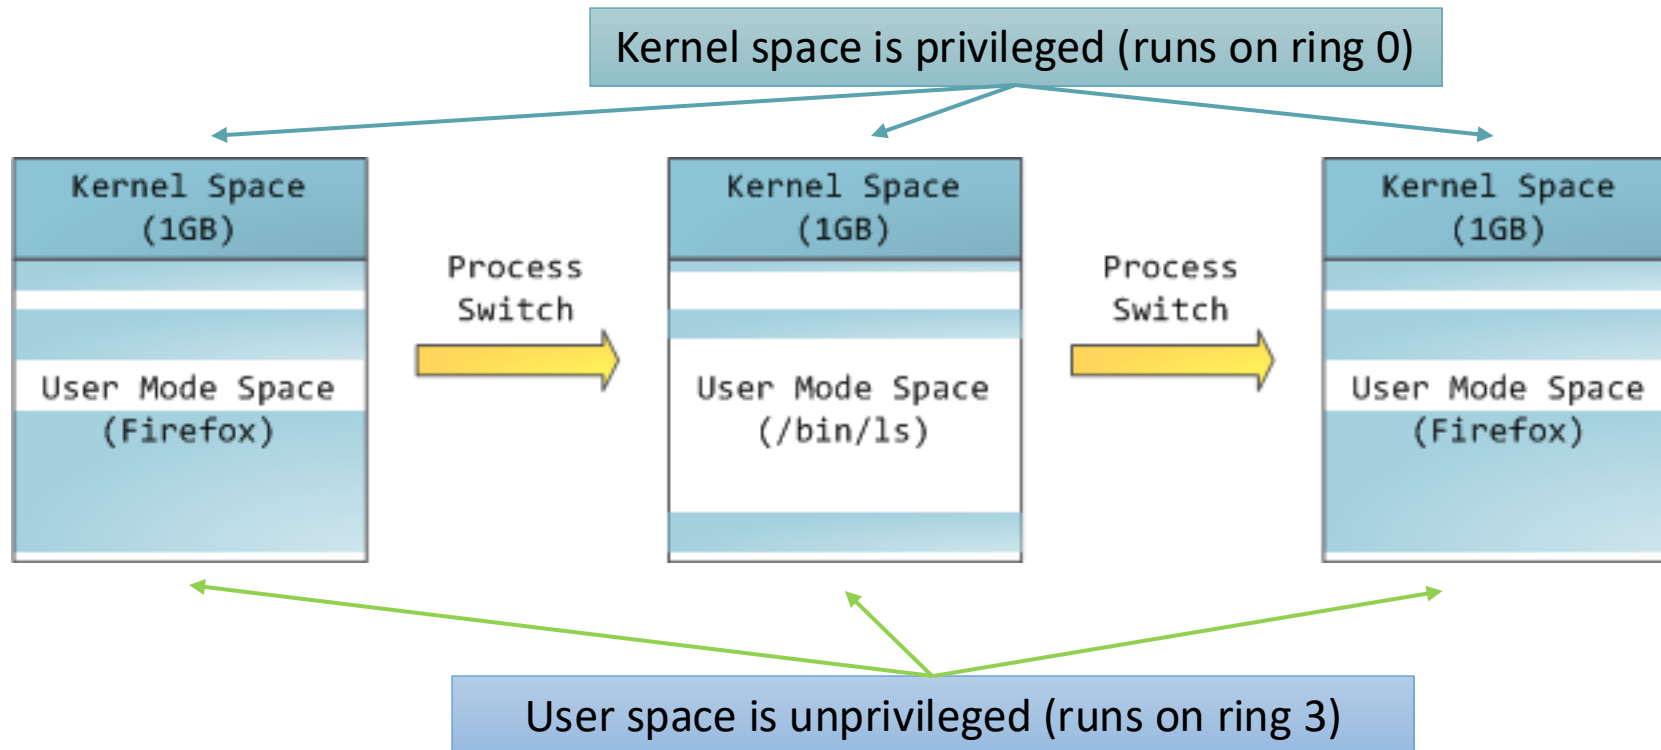 Kernel space is privileged (runs on ring 0)
Kernel Space
(1GB)
User Mode Space
(Firefox)
Process
Switch
Kernel Space
(1GB)
User Mode Space
(/bin/ls)
Process
Switch
Kernel Space
(1GB)
User Mode Space
(Firefox)
User space is unprivileged (runs on ring 3)